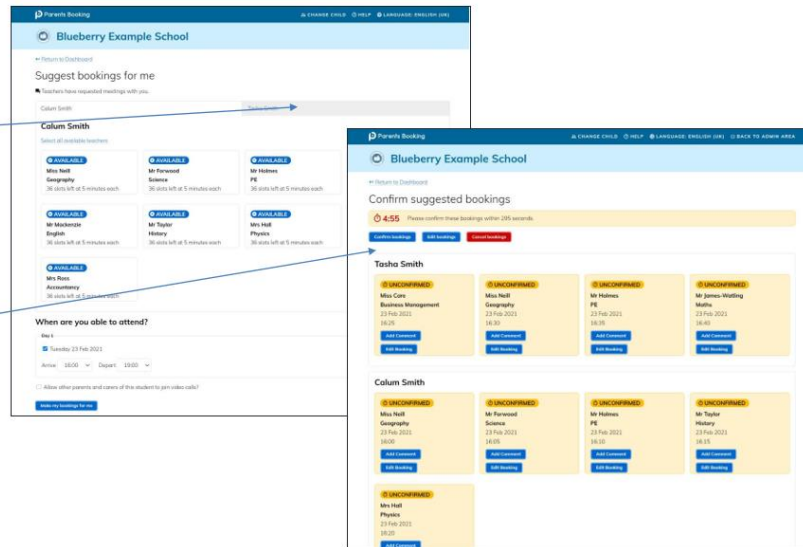 Parents Booking
CHANGE CHILD HELP LANGUAGE: ENGLISH (UK)
Blueberry Example School
Return to Dashboard
Suggest bookings for me
Teachers have requested meetings with you.
Calum Smith Tasha Smith
Calum Smith
Select all available teachers
AVAILABLE AVAILABLE AVAILABLE
Miss Neill Mr Forwood Mr Holmes
Geography Science PE
36 slots left at 5 minutes each 36 slots left at 5 minutes each 36 slots left at 5 minutes each
AVAILABLE AVAILABLE AVAILABLE
Mr Mackenzie Mr Taylor Mrs Hall
English History Physics
36 slots left at 5 minutes each 36 slots left at 5 minutes each 36 slots left at 5 minutes each
AVAILABLE
Mrs Ross
Accountancy
36 slots left at 5 minutes each
When are you able to attend?
Day 1
Tuesday 23 Feb 2021
Arrive 16:00 Depart 19:00
Allow other parents and carers of the student to join video calls?
Make my bookings for me
Parents Booking
CHANGE CHILD HELP LANGUAGE: ENGLISH (UK) BACK TO ADMIN AREA
Blueberry Example School
Return to Dashboard
Confirm suggested bookings
4:55 Please confirm these bookings within 295 seconds.
Confirm bookings Edit bookings Cancel bookings
Tasha Smith
UNCONFIRMED UNCONFIRMED UNCONFIRMED UNCONFIRMED
Miss Care Miss Neill Mr Holmes Mr James-Watling
Business Management Geography PE Maths
23 Feb 2021 23 Feb 2021 23 Feb 2021 23 Feb 2021
16:25 16:30 16:35 16:40
Add Comment Add Comment Add Comment Add Comment
Edit Booking Edit Booking Edit Booking Edit Booking
Calum Smith
UNCONFIRMED UNCONFIRMED UNCONFIRMED UNCONFIRMED
Miss Neill Mr Forwood Mr Holmes Mr Taylor
Geography Science PE History
23 Feb 2021 23 Feb 2021 23 Feb 2021 23 Feb 2021
16:00 16:05 16:10 16:15
Add Comment Add Comment Add Comment Add Comment
Edit Booking Edit Booking Edit Booking Edit Booking
UNCONFIRMED
Mrs Hall
Physics
23 Feb 2021
16:20
Add Comment